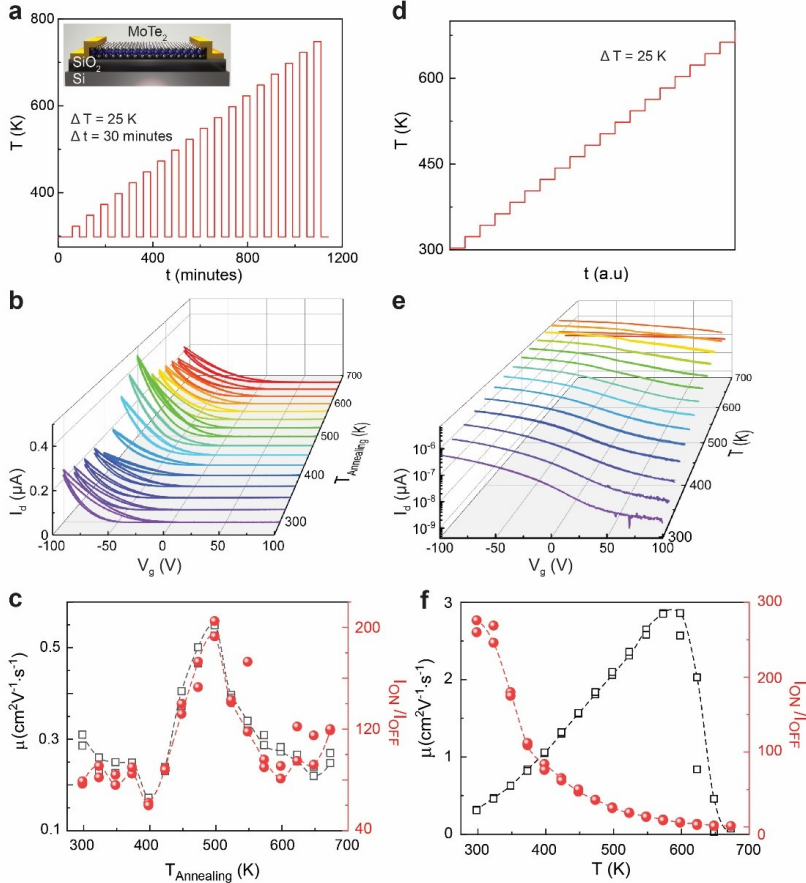 a
MoTe2
SiO2
Si
Δ T = 25 K
Δ t = 30 minutes
T (K)
800
600
400
0
400
800
1200
t (minutes)
d
Δ T = 25 K
T (K)
600
450
300
t (a.u)
b
Id (μA)
0.4
0.2
0
-100
-50
0
50
100
Vg (V)
300
400
500
600
700
TAnnealing (K)
e
Id (μA)
10-6
10-7
10-8
10-9
-100
-50
0
50
100
Vg (V)
300
400
500
600
700
T (K)
c
μ (cm2V-1·s-1)
0.5
0.3
0.1
300
400
500
600
700
TAnnealing (K)
200
120
40
ION/IOFF
f
μ(cm2V-1·s-1)
3
2
1
0
300
400
500
600
700
T (K)
300
250
200
150
100
50
0
ION/IOFF